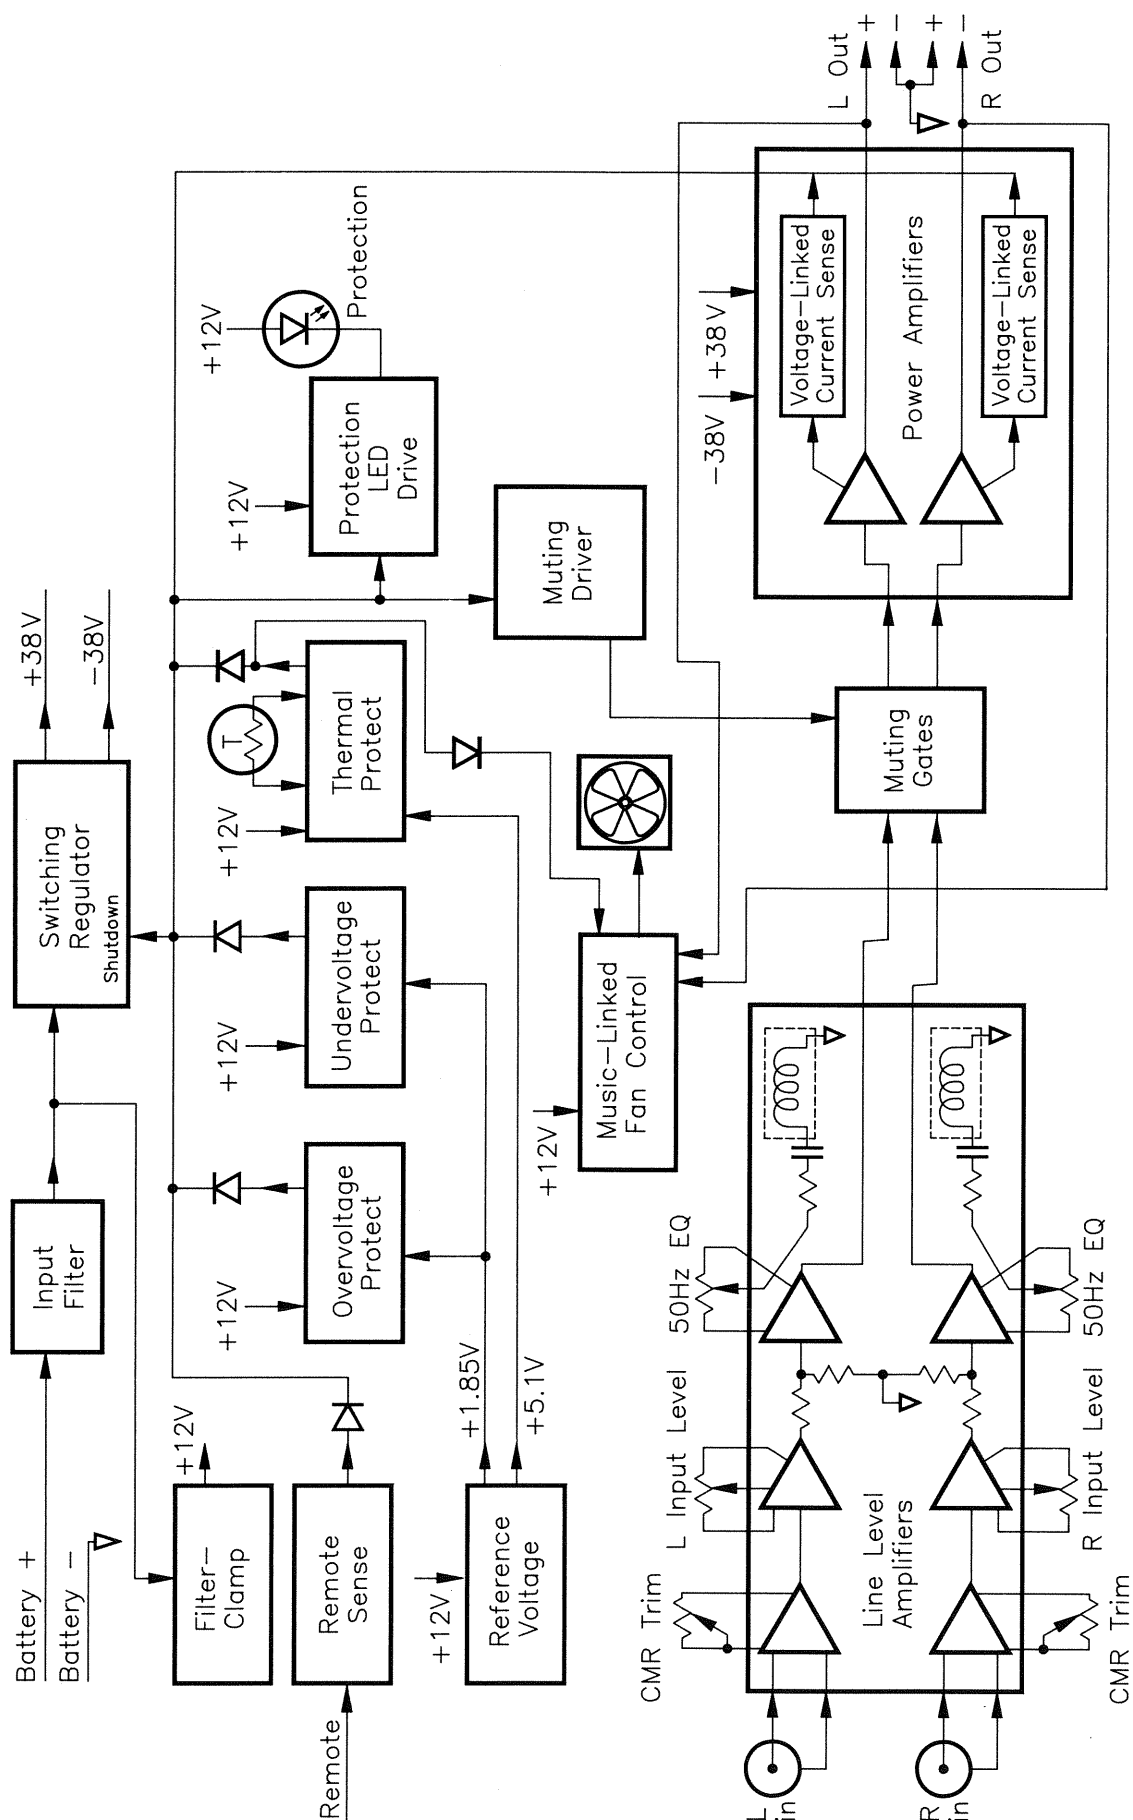 Battery +
Battery –
Input
Filter
Switching
Regulator
Shutdown
+38V
–38V
Filter–
Clamp
+12V
Remote
Remote
Sense
+12V
Overvoltage
Protect
+12V
Undervoltage
Protect
+12V
T
Thermal
Protect
+12V
Protection
LED
Drive
+12V
Protection
+12V
Reference
Voltage
+1.85V
+5.1V
Muting
Driver
+12V
Music–Linked
Fan Control
–38V
+38V
L Out
+
–
+
–
R Out
Voltage–Linked
Current Sense
Power Amplifiers
Voltage–Linked
Current Sense
Muting
Gates
CMR Trim
L Input Level
50Hz EQ
L
in
Line Level
Amplifiers
R
in
CMR Trim
R Input Level
50Hz EQ